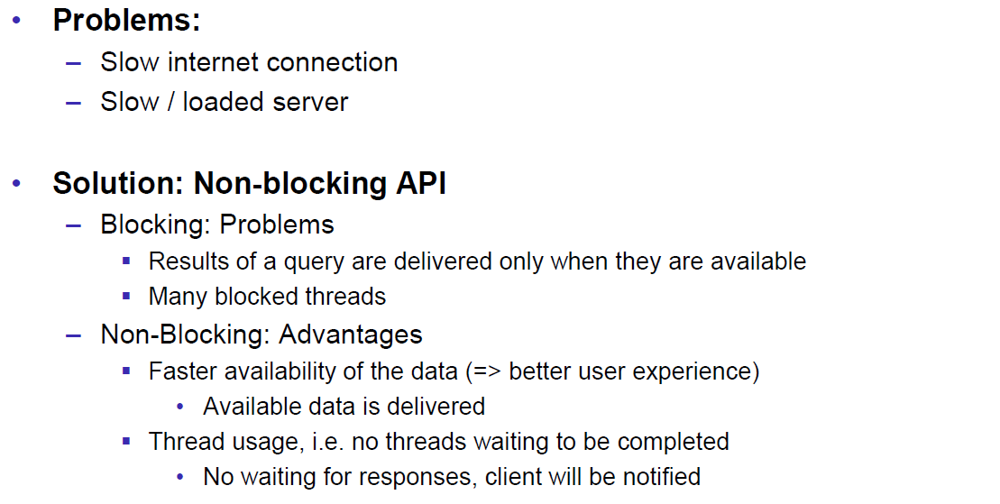 • Problems:
– Slow internet connection
– Slow / loaded server
• Solution: Non-blocking API
– Blocking: Problems
▪ Results of a query are delivered only when they are available
▪ Many blocked threads
– Non-Blocking: Advantages
▪ Faster availability of the data (=> better user experience)
• Available data is delivered
▪ Thread usage, i.e. no threads waiting to be completed
• No waiting for responses, client will be notified